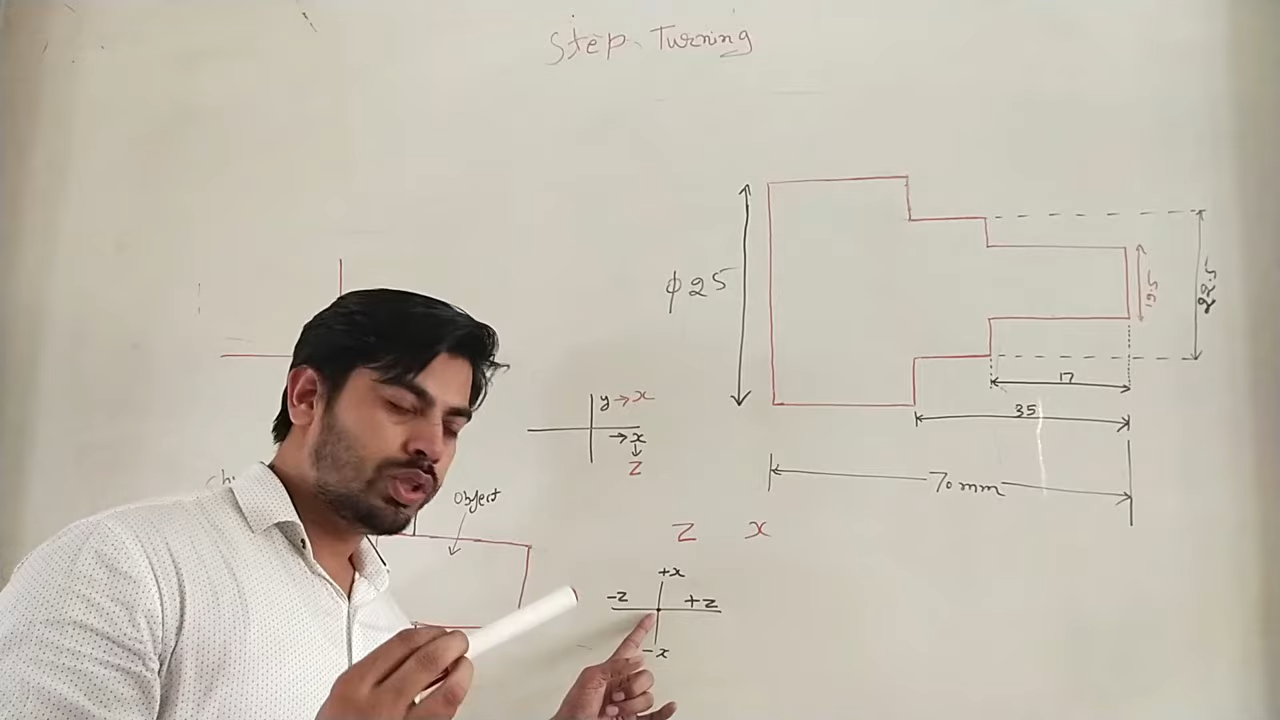 Step Turning
φ25
19.5
22.5
17
35
70mm
y→x
→x
↓
z
object
z x
+x
-z +z
-x